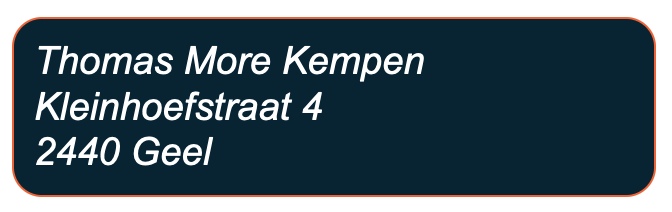 Thomas More Kempen
Kleinhoefstraat 4
2440 Geel